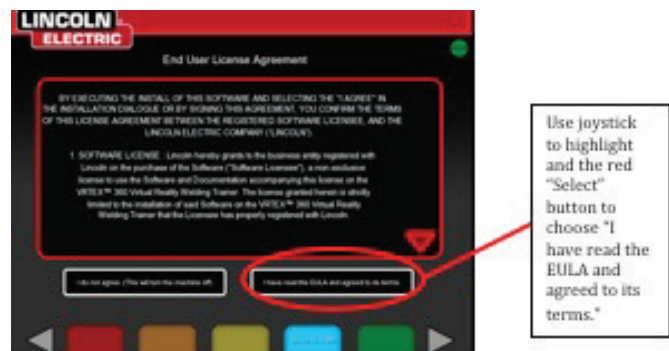 LINCOLN
ELECTRIC
End User License Agreement
BY EXECUTING THE INSTALL OF THIS SOFTWARE AND SELECTING THE "I AGREE" IN
THE INSTALLATION DIALOGUE OR BY SIGNING THIS AGREEMENT, YOU CONFIRM THE TERMS
OF THIS LICENSE AGREEMENT BETWEEN THE REGISTERED SOFTWARE LICENSEE, AND THE
LINCOLN ELECTRIC COMPANY ("LINCOLN").
1. SOFTWARE LICENSE : Lincoln hereby grants to the business entity registered with
Lincoln on the purchase of the Software ("Software Licensee"), a non exclusive
license to use the Software and Documentation accompanying this license on the
VRTEX™ 360 Virtual Reality Welding Trainer. The license granted herein is strictly
limited to the installation of said Software on the VRTEX™ 360 Virtual Reality
Welding Trainer that the Licensee has properly registered with Lincoln.
I do not agree. (This will turn the machine off)
I have read the EULA and agreed to its terms.
Use joystick
to highlight
and the red
"Select"
button to
choose "I
have read the
EULA and
agreed to its
terms."